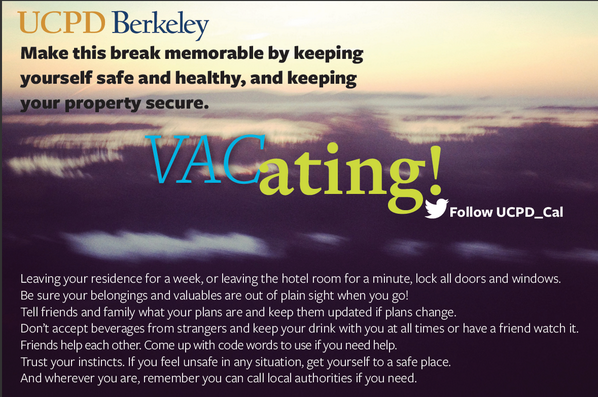 UCPD Berkeley
Make this break memorable by keeping
yourself safe and healthy, and keeping
your property secure.
VACating!
Follow UCPD_Cal
Leaving your residence for a week, or leaving the hotel room for a minute, lock all doors and windows.
Be sure your belongings and valuables are out of plain sight when you go!
Tell friends and family what your plans are and keep them updated if plans change.
Don't accept beverages from strangers and keep your drink with you at all times or have a friend watch it.
Friends help each other. Come up with code words to use if you need help.
Trust your instincts. If you feel unsafe in any situation, get yourself to a safe place.
And wherever you are, remember you can call local authorities if you need.